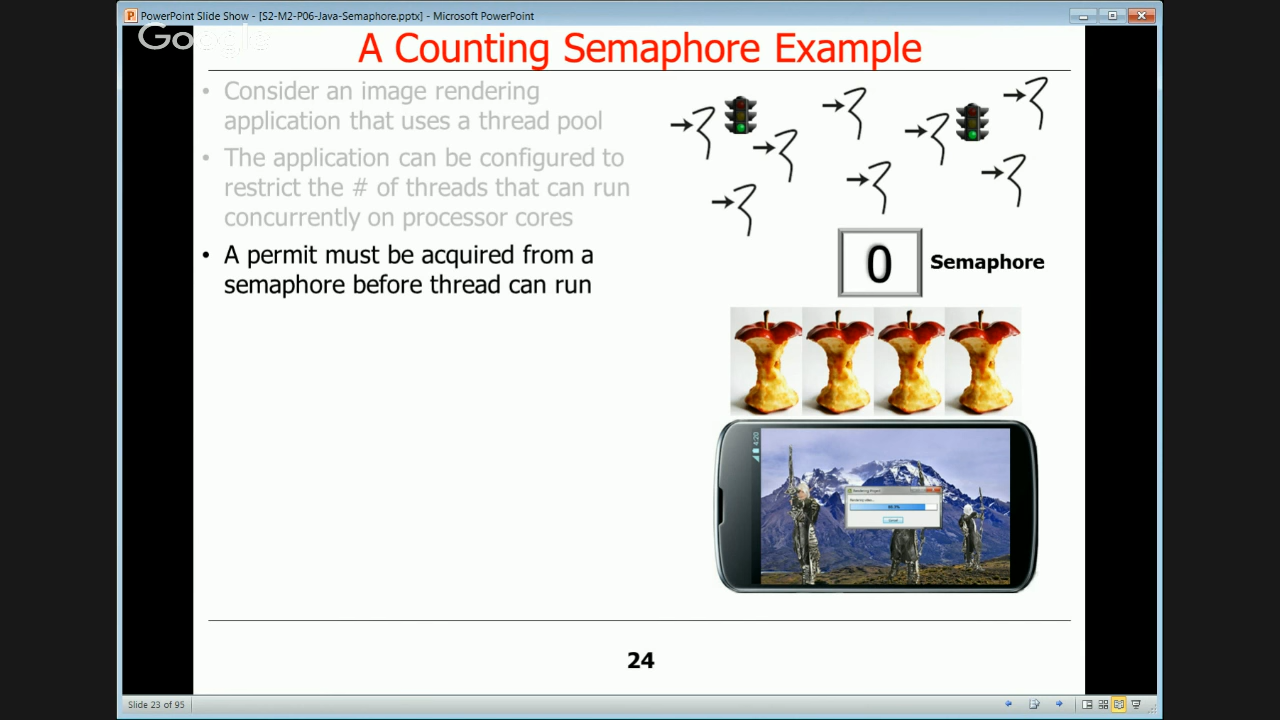 PowerPoint Slide Show - [S2-M2-P06-Java-Semaphore.pptx] - Microsoft PowerPoint
Google
A Counting Semaphore Example
• Consider an image rendering
application that uses a thread pool
• The application can be configured to
restrict the # of threads that can run
concurrently on processor cores
• A permit must be acquired from a
semaphore before thread can run
0
Semaphore
4:20
24
Slide 23 of 95